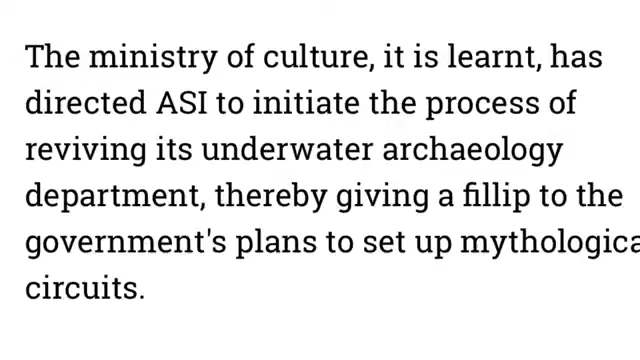 The ministry of culture, it is learnt, has
directed ASI to initiate the process of
reviving its underwater archaeology
department, thereby giving a fillip to the
government's plans to set up mythologica
circuits.